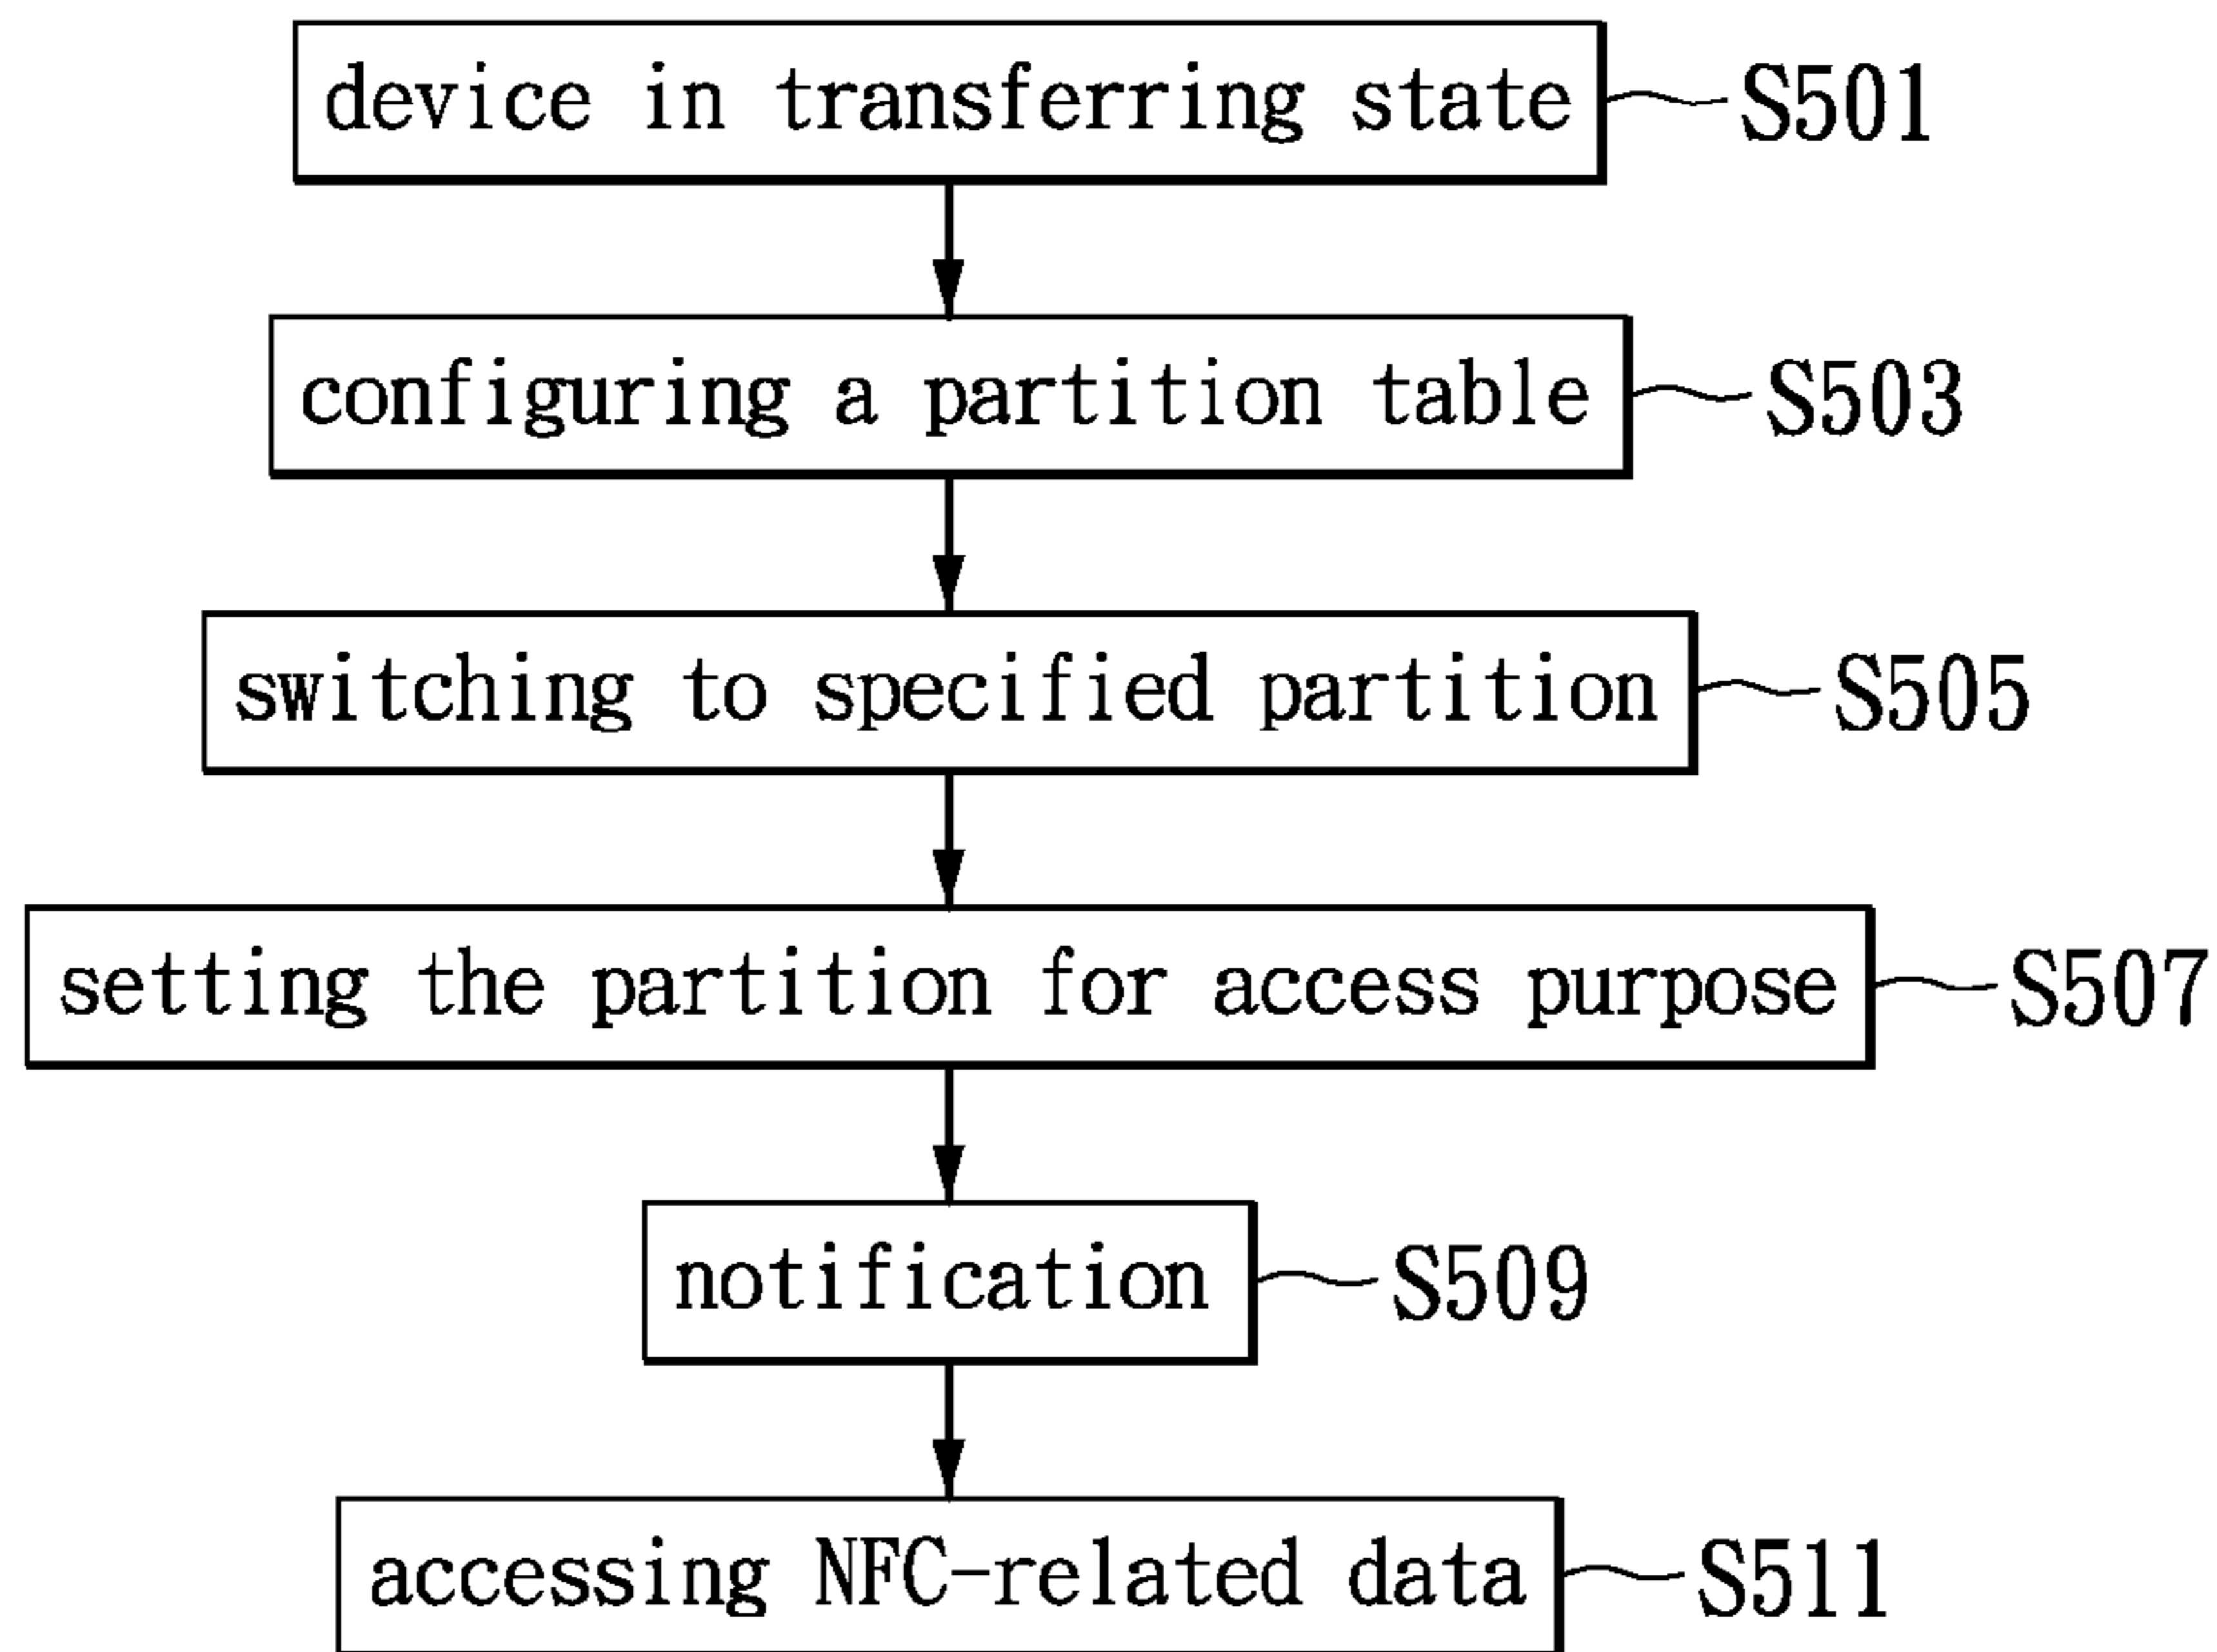 device in transferring state S501
configuring a partition table S503
switching to specified partition S505
setting the partition for access purpose S507
notification S509
accessing NFC-related data S511